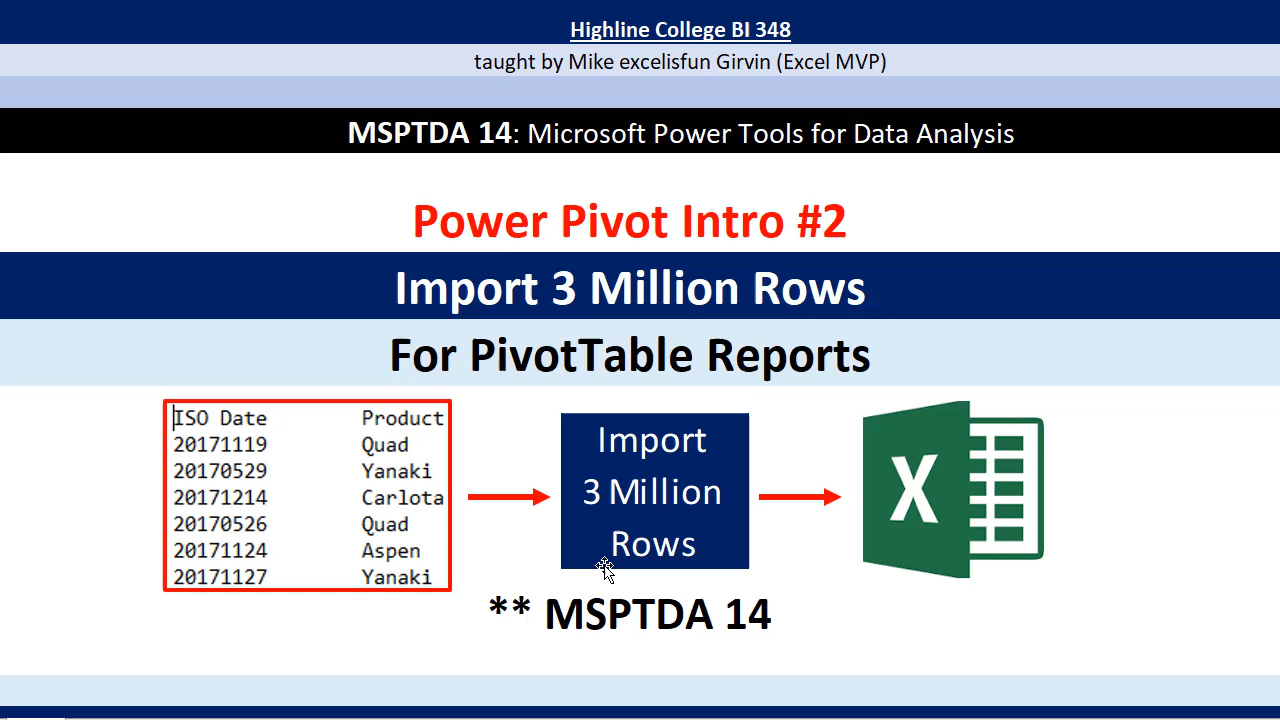 Highline College BI 348
taught by Mike excelisfun Girvin (Excel MVP)
MSPTDA 14: Microsoft Power Tools for Data Analysis
Power Pivot Intro #2
Import 3 Million Rows
For PivotTable Reports
ISO Date Product
20171119 Quad
20170529 Yanaki
20171214 Carlota
20170526 Quad
20171124 Aspen
20171127 Yanaki
Import
3 Million
Rows
X
** MSPTDA 14